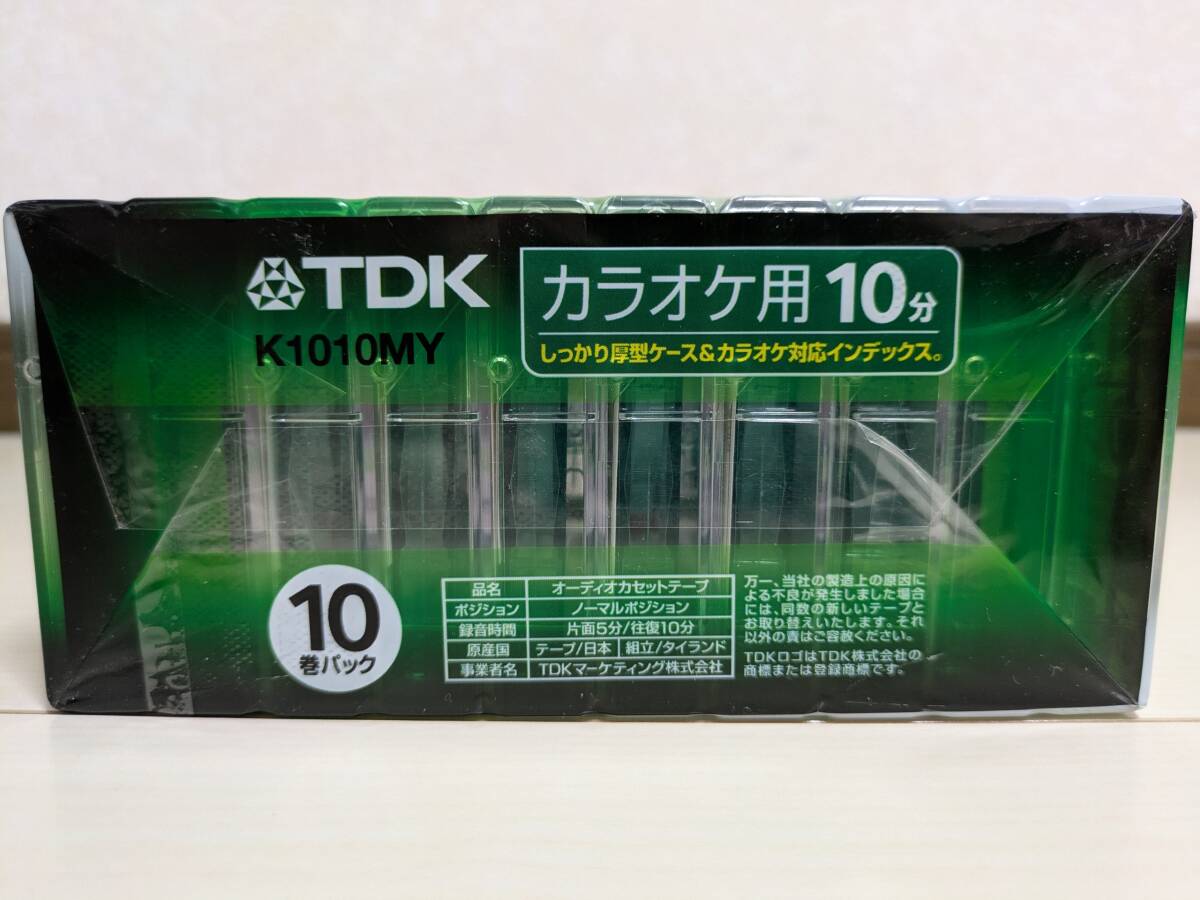 TDK
K1010MY
カラオケ用 10分
しっかり厚型ケース&カラオケ対応インデックス。
10
巻パック
品名 オーディオカセットテープ
ポジション ノーマルポジション
録音時間 片面5分/往復10分
原産国 テープ/日本 組立/タイランド
事業者名 TDKマーケティング株式会社
万一、当社の製造上の原因に
よる不良が発生しました場合
には、同数の新しいテープと
お取り替えいたします。それ
以外の責はご容赦ください。
TDKロゴはTDK株式会社の
商標または登録商標です。